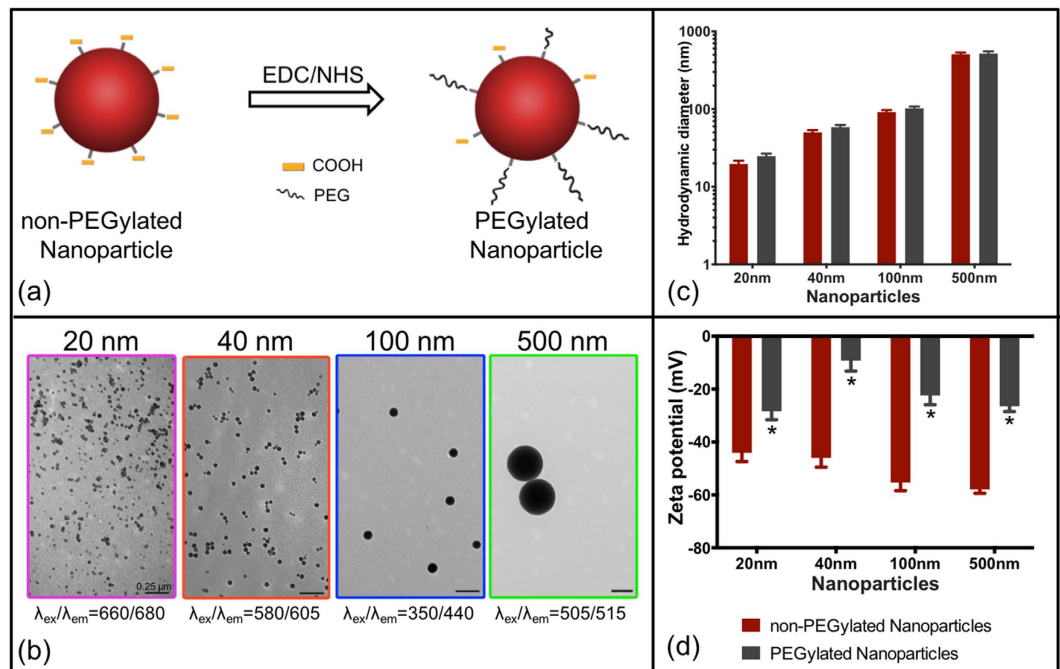 EDC/NHS
COOH
PEG
non-PEGylated
Nanoparticle
PEGylated
Nanoparticle
(a)
20 nm
40 nm
100 nm
500 nm
0.25 µm
λex/λem=660/680
λex/λem=580/605
λex/λem=350/440
λex/λem=505/515
(b)
Hydrodynamic diameter (nm)
1000
100
10
1
20nm
40nm
100nm
500nm
Nanoparticles
(c)
Zeta potential (mV)
0
-20
-40
-60
-80
*
*
*
*
20nm
40nm
100nm
500nm
Nanoparticles
(d)
non-PEGylated Nanoparticles
PEGylated Nanoparticles